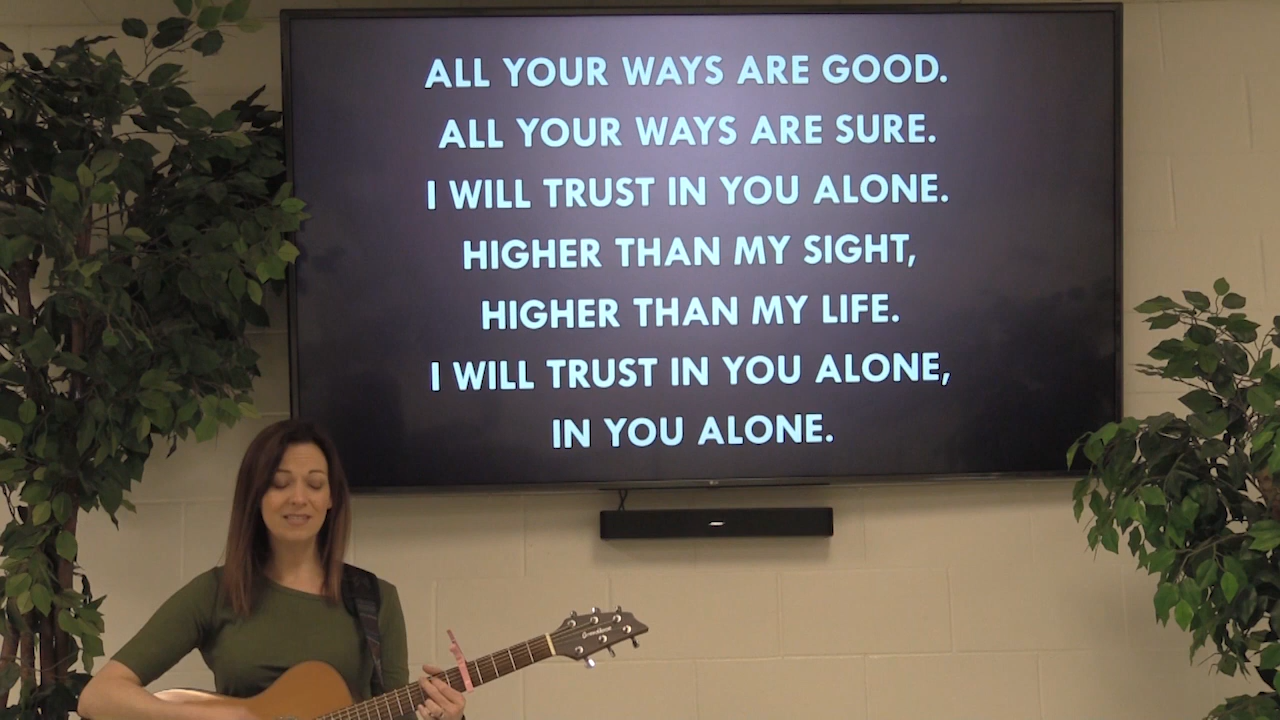 ALL YOUR WAYS ARE GOOD.
ALL YOUR WAYS ARE SURE.
I WILL TRUST IN YOU ALONE.
HIGHER THAN MY SIGHT,
HIGHER THAN MY LIFE.
I WILL TRUST IN YOU ALONE,
IN YOU ALONE.